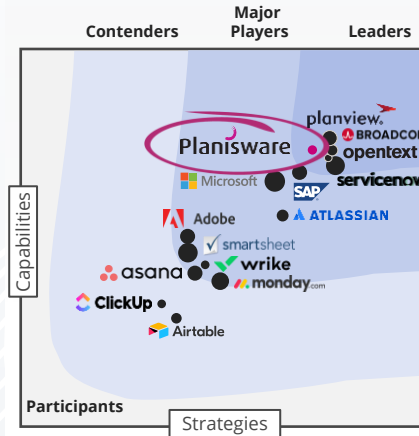 Contenders
Major
Players
Leaders
planview.
BROADCOM
Planisware
opentext
Microsoft
servicenow
SAP
ATLASSIAN
Adobe
smartsheet
wrike
asana
monday.com
ClickUp
Airtable
Capabilities
Participants
Strategies